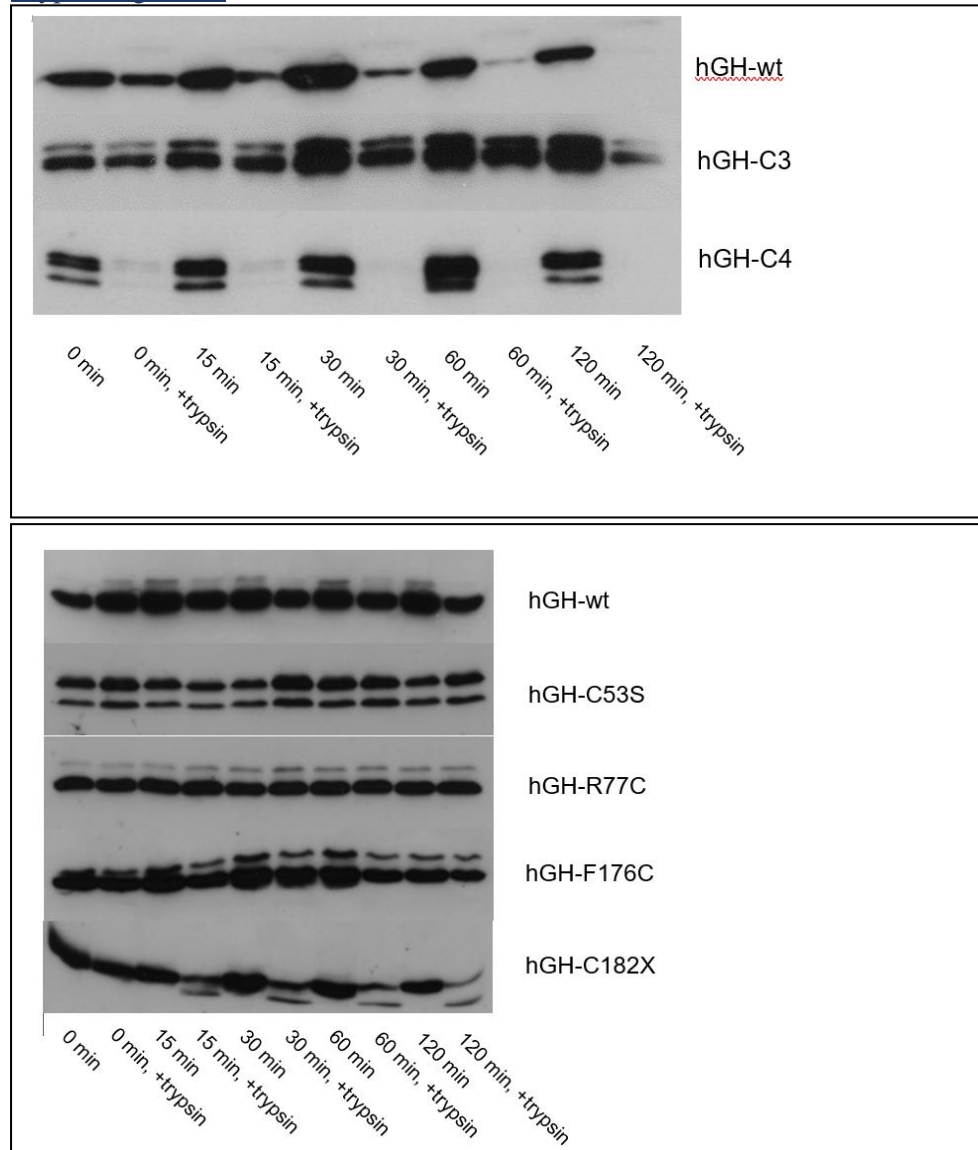 hGH-wt
hGH-C3
hGH-C4
0 min
0 min, +trypsin
15 min
15 min, +trypsin
30 min
30 min, +trypsin
60 min
60 min, +trypsin
120 min
120 min, +trypsin
hGH-wt
hGH-C53S
hGH-R77C
hGH-F176C
hGH-C182X
0 min
0 min, +trypsin
15 min
15 min, +trypsin
30 min
30 min, +trypsin
60 min
60 min, +trypsin
120 min
120 min, +trypsin